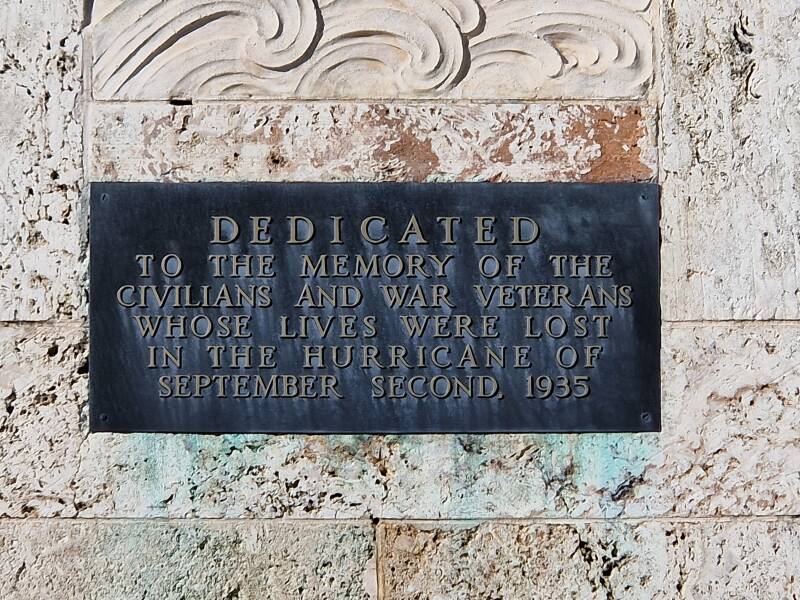 DEDICATED
TO THE MEMORY OF THE
CIVILIANS AND WAR VETERANS
WHOSE LIVES WERE LOST
IN THE HURRICANE OF
SEPTEMBER SECOND, 1935